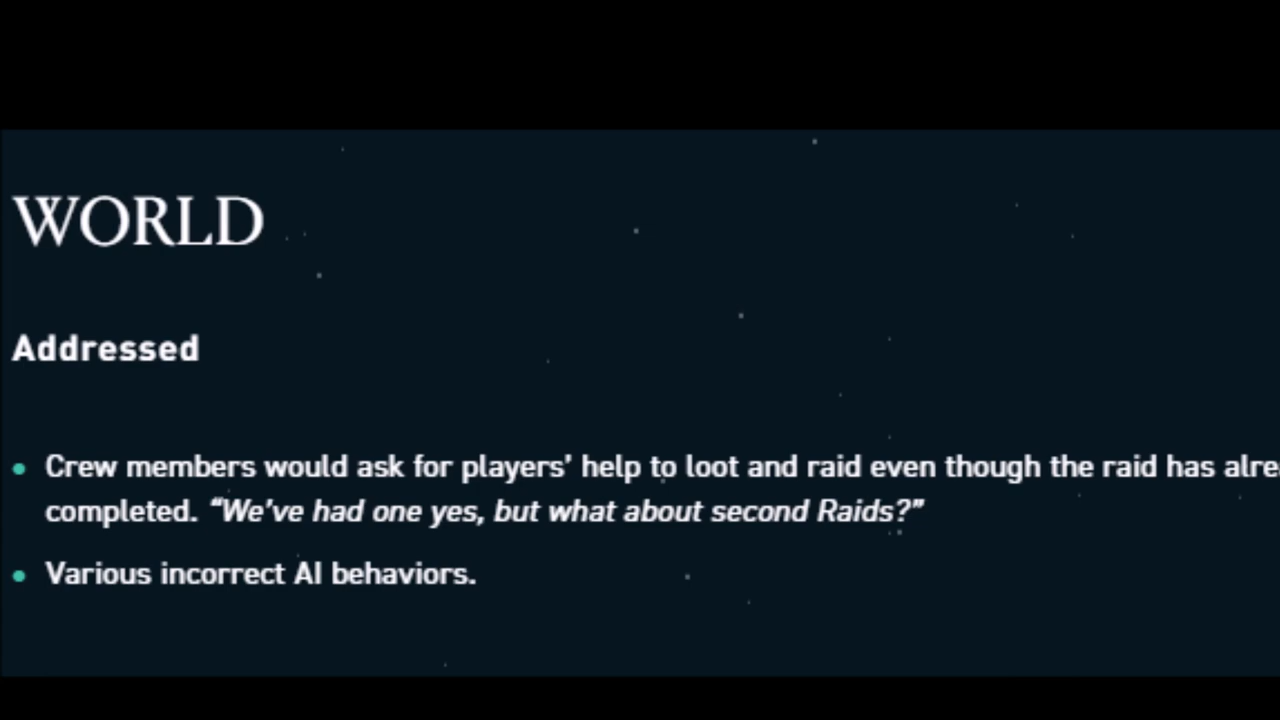 WORLD
Addressed
• Crew members would ask for players’ help to loot and raid even though the raid has alre
completed. “We’ve had one yes, but what about second Raids?”
• Various incorrect AI behaviors.